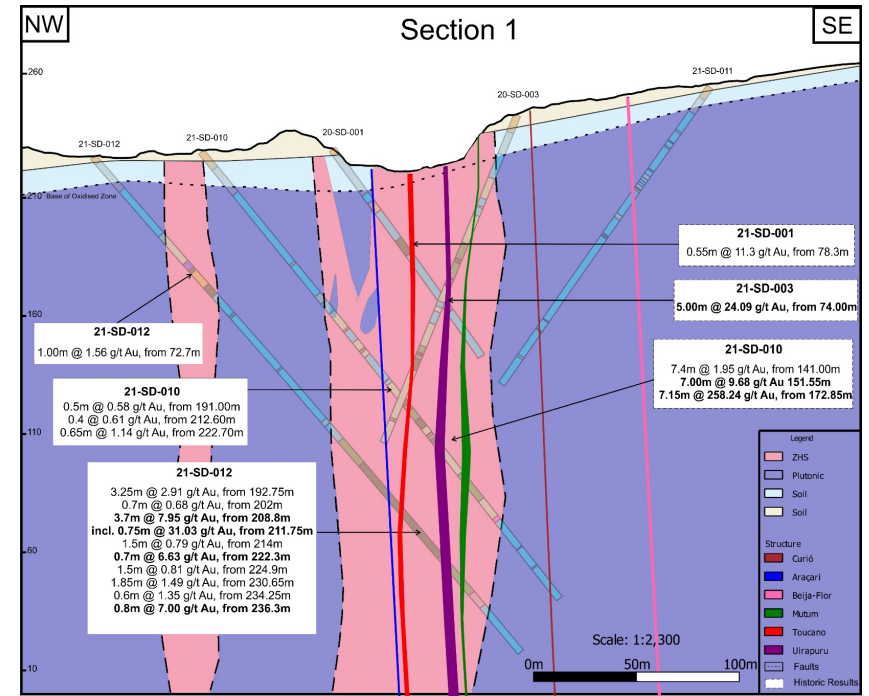 NW
Section 1
SE
260
21-SD-011
20-SD-003
21-SD-012
21-SD-010
20-SD-001
210
Base of Oxidised Zone
21-SD-001
0.55m @ 11.3 g/t Au, from 78.3m
21-SD-003
5.00m @ 24.09 g/t Au, from 74.00m
160
21-SD-012
1.00m @ 1.56 g/t Au, from 72.7m
21-SD-010
7.4m @ 1.95 g/t Au, from 141.00m
7.00m @ 9.68 g/t Au 151.55m
7.15m @ 258.24 g/t Au, from 172.85m
21-SD-010
0.5m @ 0.58 g/t Au, from 191.00m
0.4 @ 0.61 g/t Au, from 212.60m
0.65m @ 1.14 g/t Au, from 222.70m
110
21-SD-012
3.25m @ 2.91 g/t Au, from 192.75m
0.7m @ 0.68 g/t Au, from 202m
3.7m @ 7.95 g/t Au, from 208.8m
incl. 0.75m @ 31.03 g/t Au, from 211.75m
1.5m @ 0.79 g/t Au, from 214m
0.7m @ 6.63 g/t Au, from 222.3m
1.5m @ 0.81 g/t Au, from 224.9m
1.85m @ 1.49 g/t Au, from 230.65m
0.6m @ 1.35 g/t Au, from 234.25m
0.8m @ 7.00 g/t Au, from 236.3m
60
10
Legend
ZHS
Plutonic
Soil
Soil
Structure
Curió
Araçari
Beija-Flor
Mutum
Toucano
Uirapuru
Faults
Historic Results
Scale: 1:2,300
0m
50m
100m